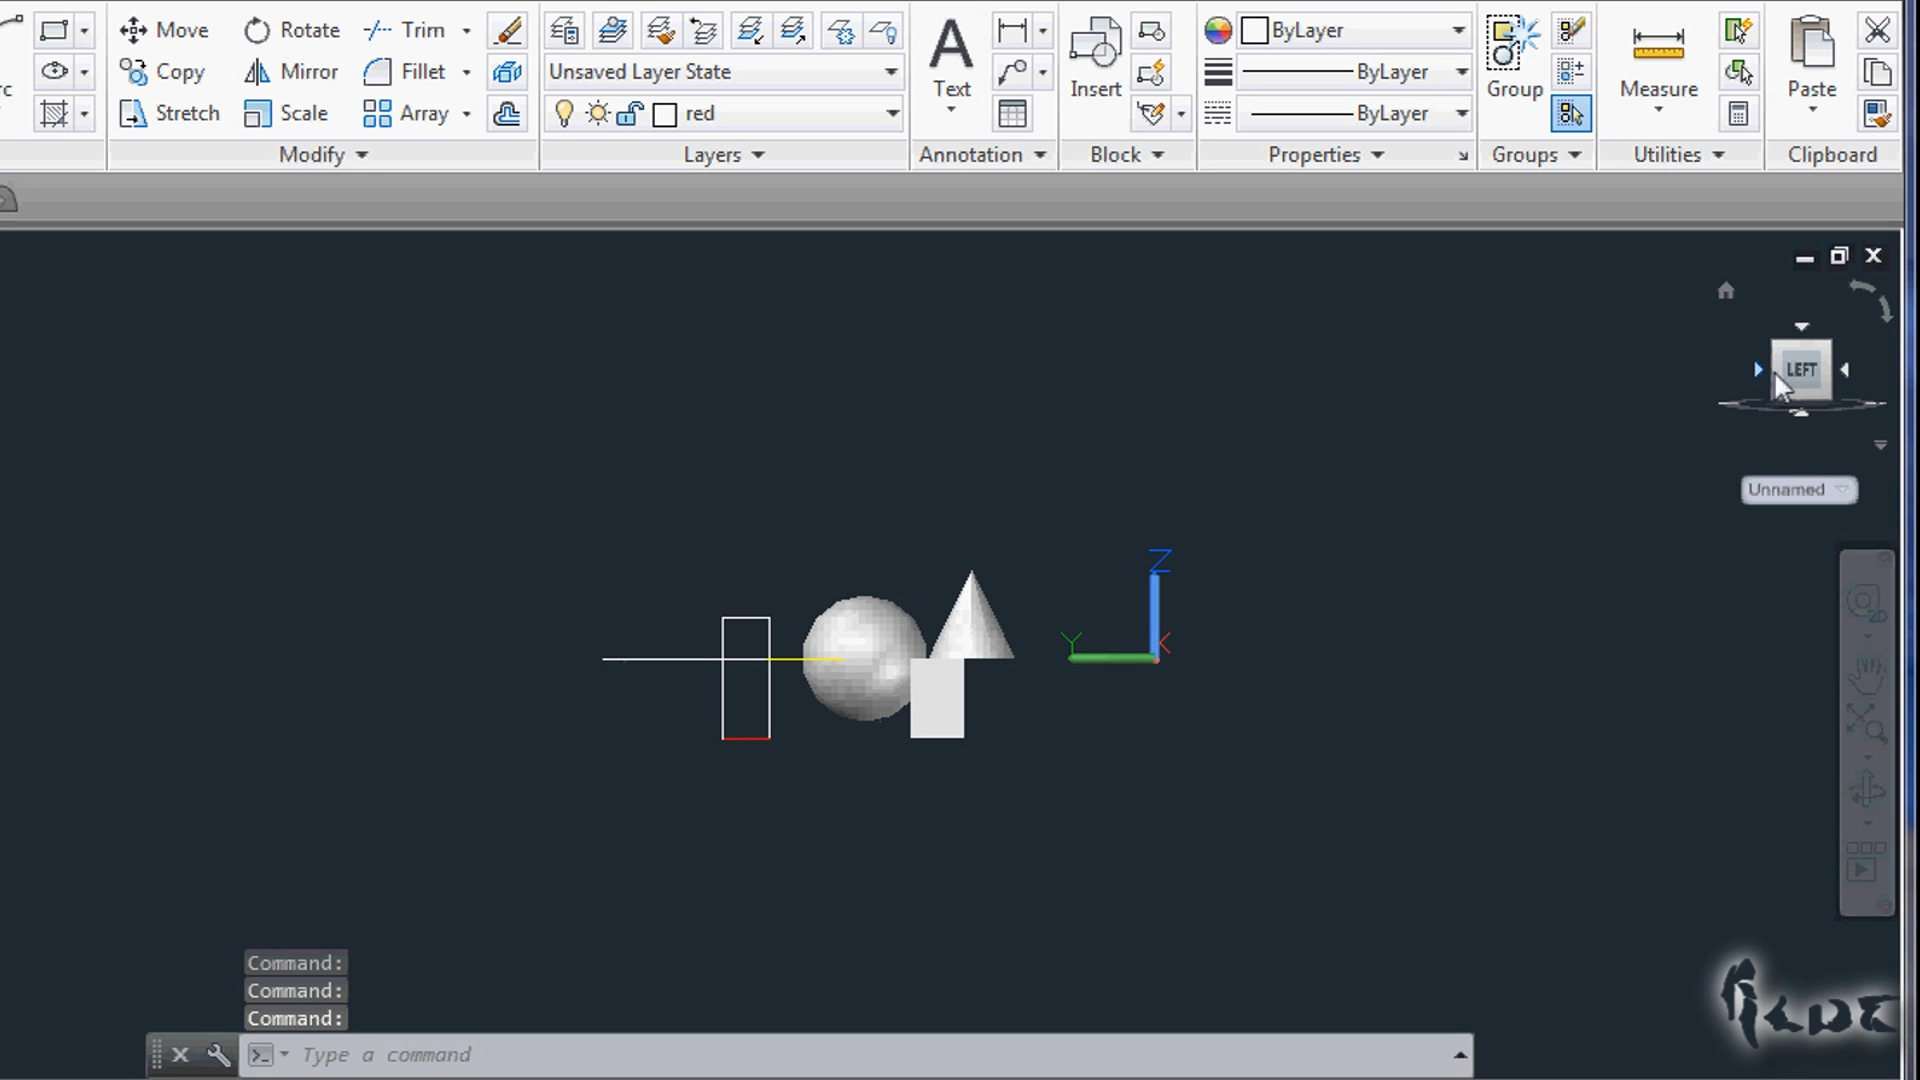 Move
Rotate
Trim
ByLayer
Copy
Mirror
Fillet
Unsaved Layer State
Text
Insert
ByLayer
Group
Measure
Paste
Stretch
Scale
Array
red
ByLayer
Modify
Layers
Annotation
Block
Properties
Groups
Utilities
Clipboard
LEFT
Unnamed
Z
Y
2D
Command:
Command:
Command:
Type a command